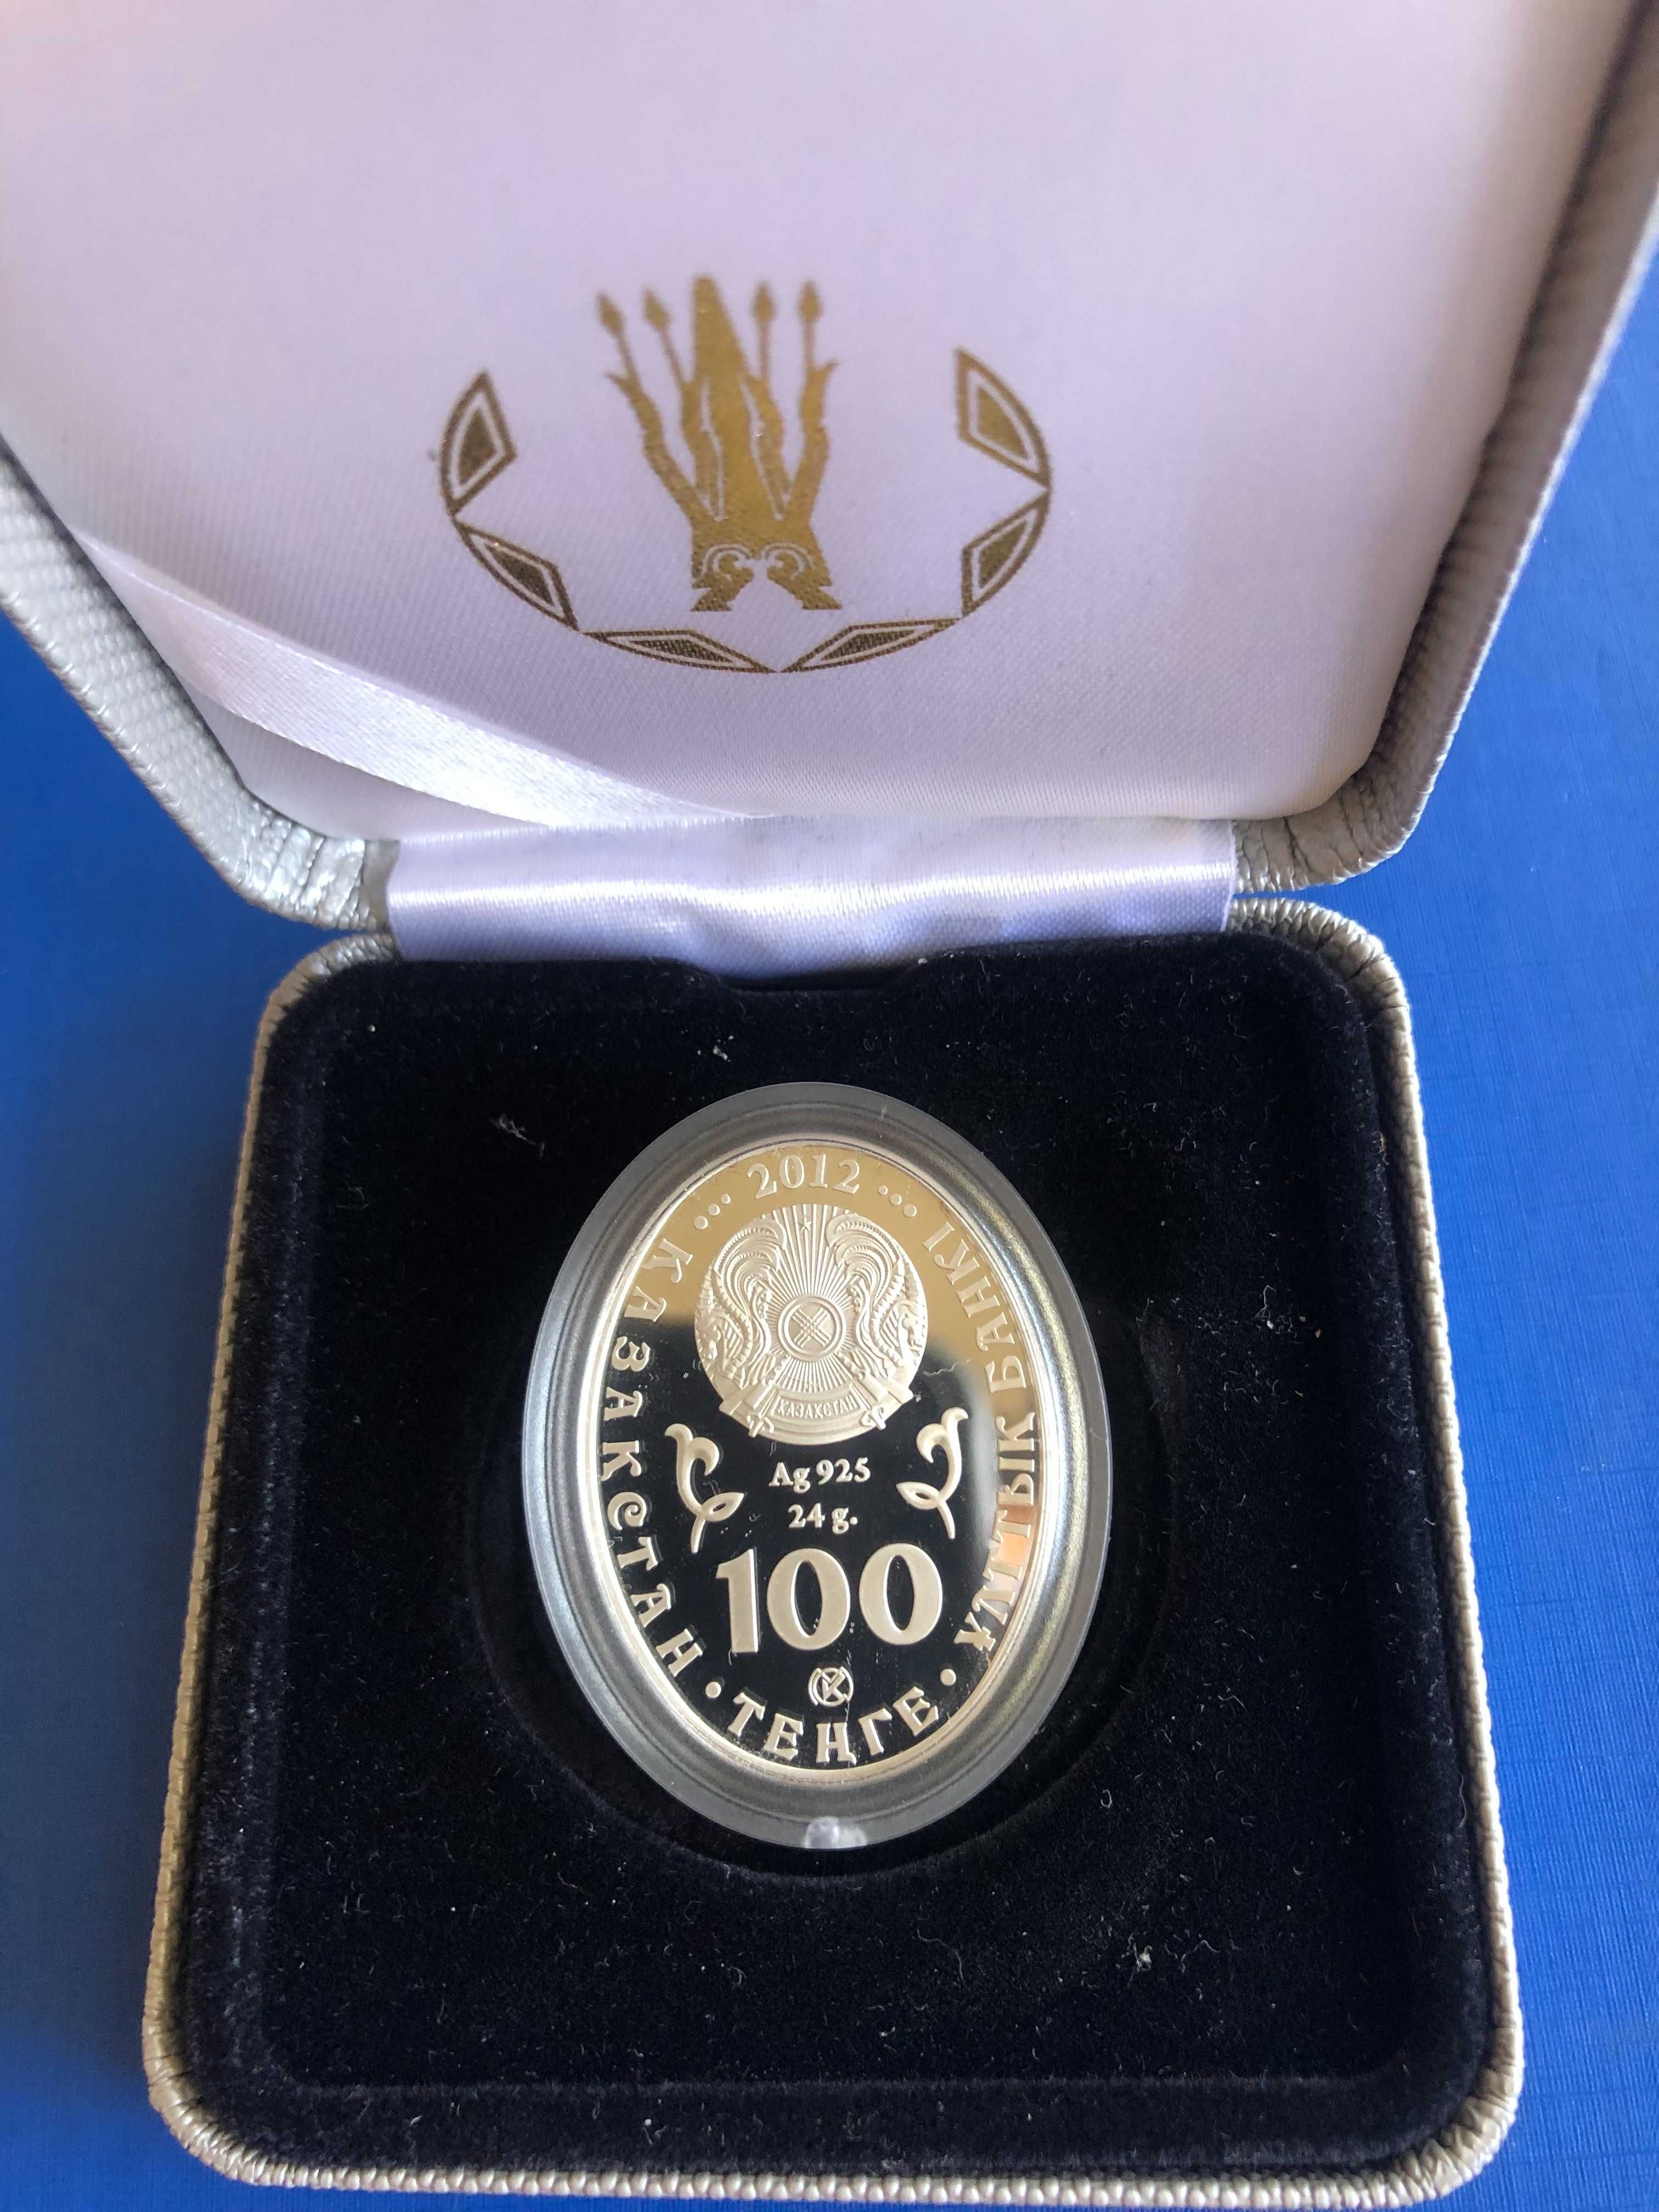 2012
ҚАЗАҚСТАН ҰЛТТЫҚ БАНКІ
ҚАЗАҚСТАН
Ag 925
24 g.
100
ТЕҢГЕ